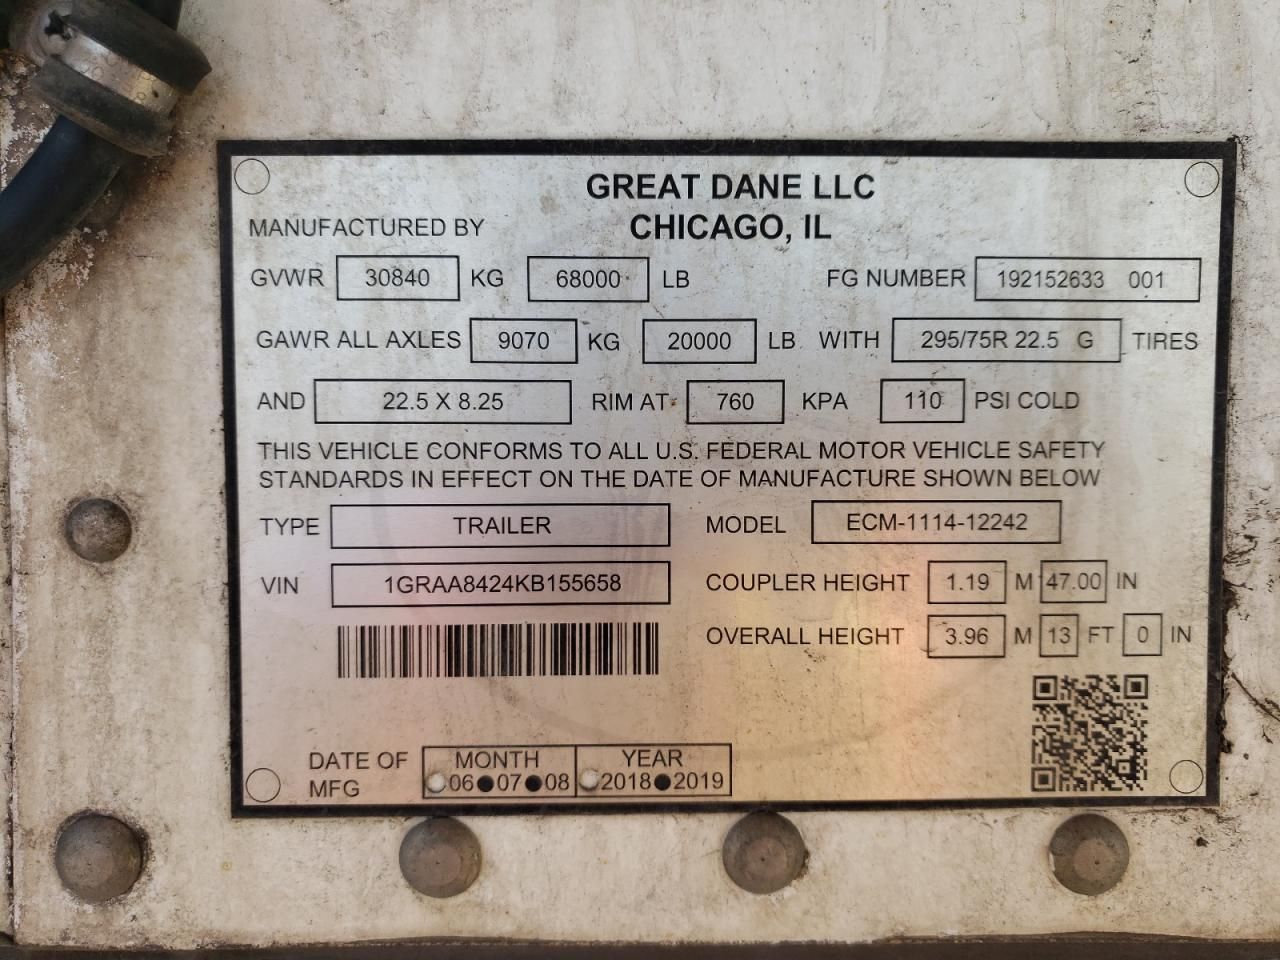 GREAT DANE LLC
MANUFACTURED BY CHICAGO, IL
GVWR 30840 KG 68000 LB FG NUMBER 192152633 001
GAWR ALL AXLES 9070 KG 20000 LB WITH 295/75R 22.5 G TIRES
AND 22.5 X 8.25 RIM AT 760 KPA 110 PSI COLD
THIS VEHICLE CONFORMS TO ALL U.S. FEDERAL MOTOR VEHICLE SAFETY
STANDARDS IN EFFECT ON THE DATE OF MANUFACTURE SHOWN BELOW
TYPE TRAILER MODEL ECM-1114-12242
VIN 1GRAA8424KB155658 COUPLER HEIGHT 1.19 M 47.00 IN
OVERALL HEIGHT 3.96 M 13 FT 0 IN
DATE OF MONTH YEAR
MFG 06 07 08 2018 2019